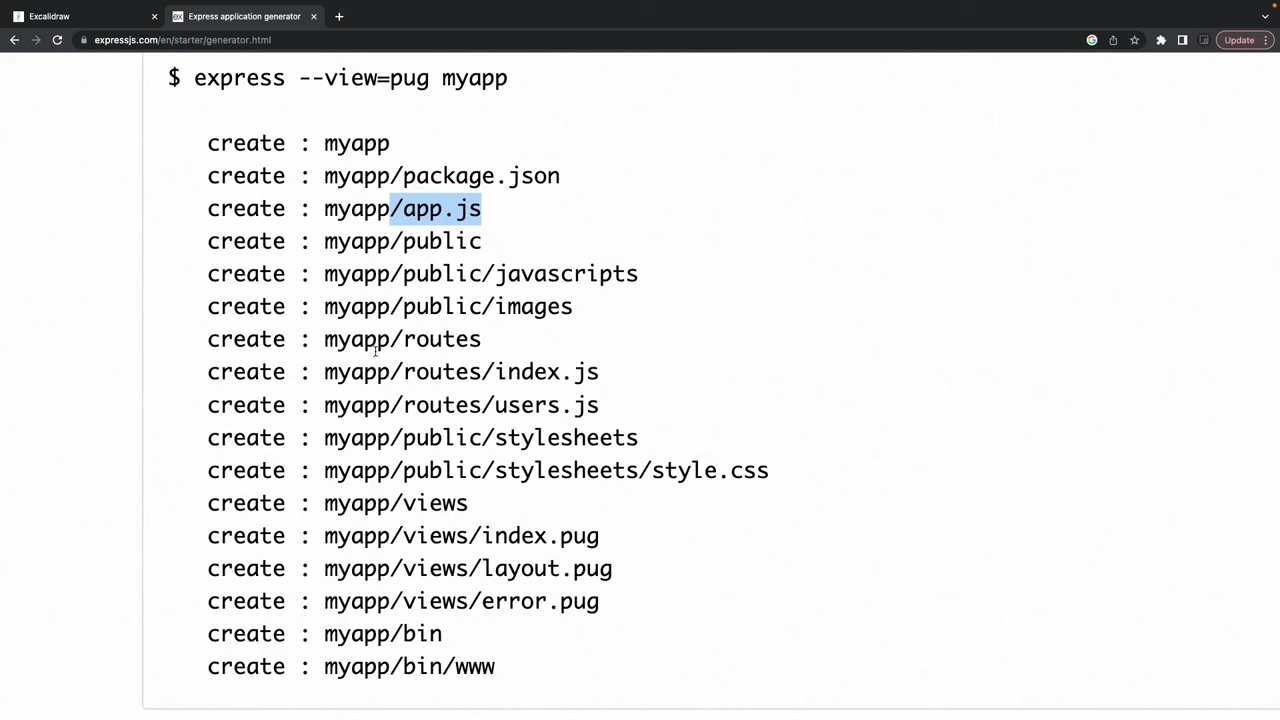 Excalidraw
Express application generator
expressjs.com/en/starter/generator.html
Update
$ express --view=pug myapp
create : myapp
create : myapp/package.json
create : myapp/app.js
create : myapp/public
create : myapp/public/javascripts
create : myapp/public/images
create : myapp/routes
create : myapp/routes/index.js
create : myapp/routes/users.js
create : myapp/public/stylesheets
create : myapp/public/stylesheets/style.css
create : myapp/views
create : myapp/views/index.pug
create : myapp/views/layout.pug
create : myapp/views/error.pug
create : myapp/bin
create : myapp/bin/www